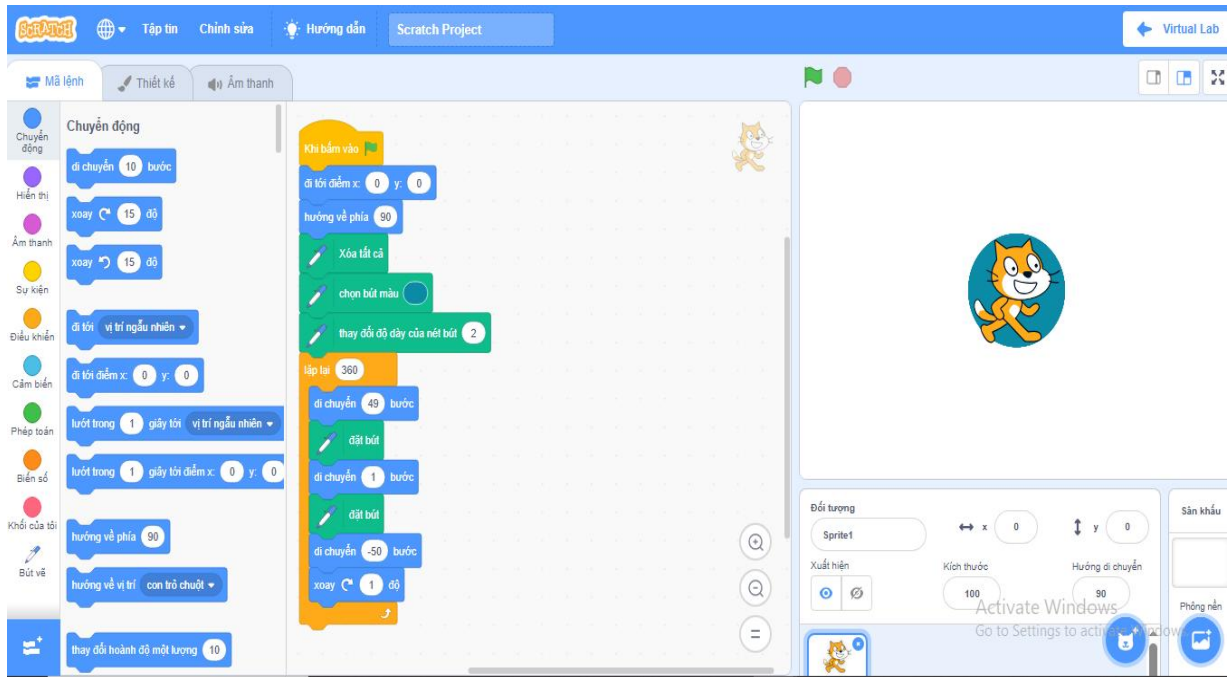 SCRATCH Tập tin Chỉnh sửa Hướng dẫn Scratch Project Virtual Lab
Mã lệnh Thiết kế Âm thanh
Chuyển động
Hiển thị
Âm thanh
Sự kiện
Điều khiển
Cảm biến
Phép toán
Biến số
Khối của tôi
Bút vẽ
Chuyển động
di chuyển 10 bước
xoay 15 độ
xoay 15 độ
đi tới vị trí ngẫu nhiên
đi tới điểm x: 0 y: 0
lướt trong 1 giây tới vị trí ngẫu nhiên
lướt trong 1 giây tới điểm x: 0 y: 0
hướng về phía 90
hướng về vị trí con trỏ chuột
thay đổi hoành độ một lượng 10
Khi bấm vào
đi tới điểm x: 0 y: 0
hướng về phía 90
Xóa tất cả
chọn bút màu
thay đổi độ dày của nét bút 2
lặp lại 360
di chuyển 49 bước
đặt bút
di chuyển 1 bước
đặt bút
di chuyển -50 bước
xoay 1 độ
Đối tượng
Sprite1
x 0 y 0
Xuất hiện
Kích thước
100
Hướng di chuyển
90
Sân khấu
Phông nền
Activate Windows
Go to Settings to activate Windows.